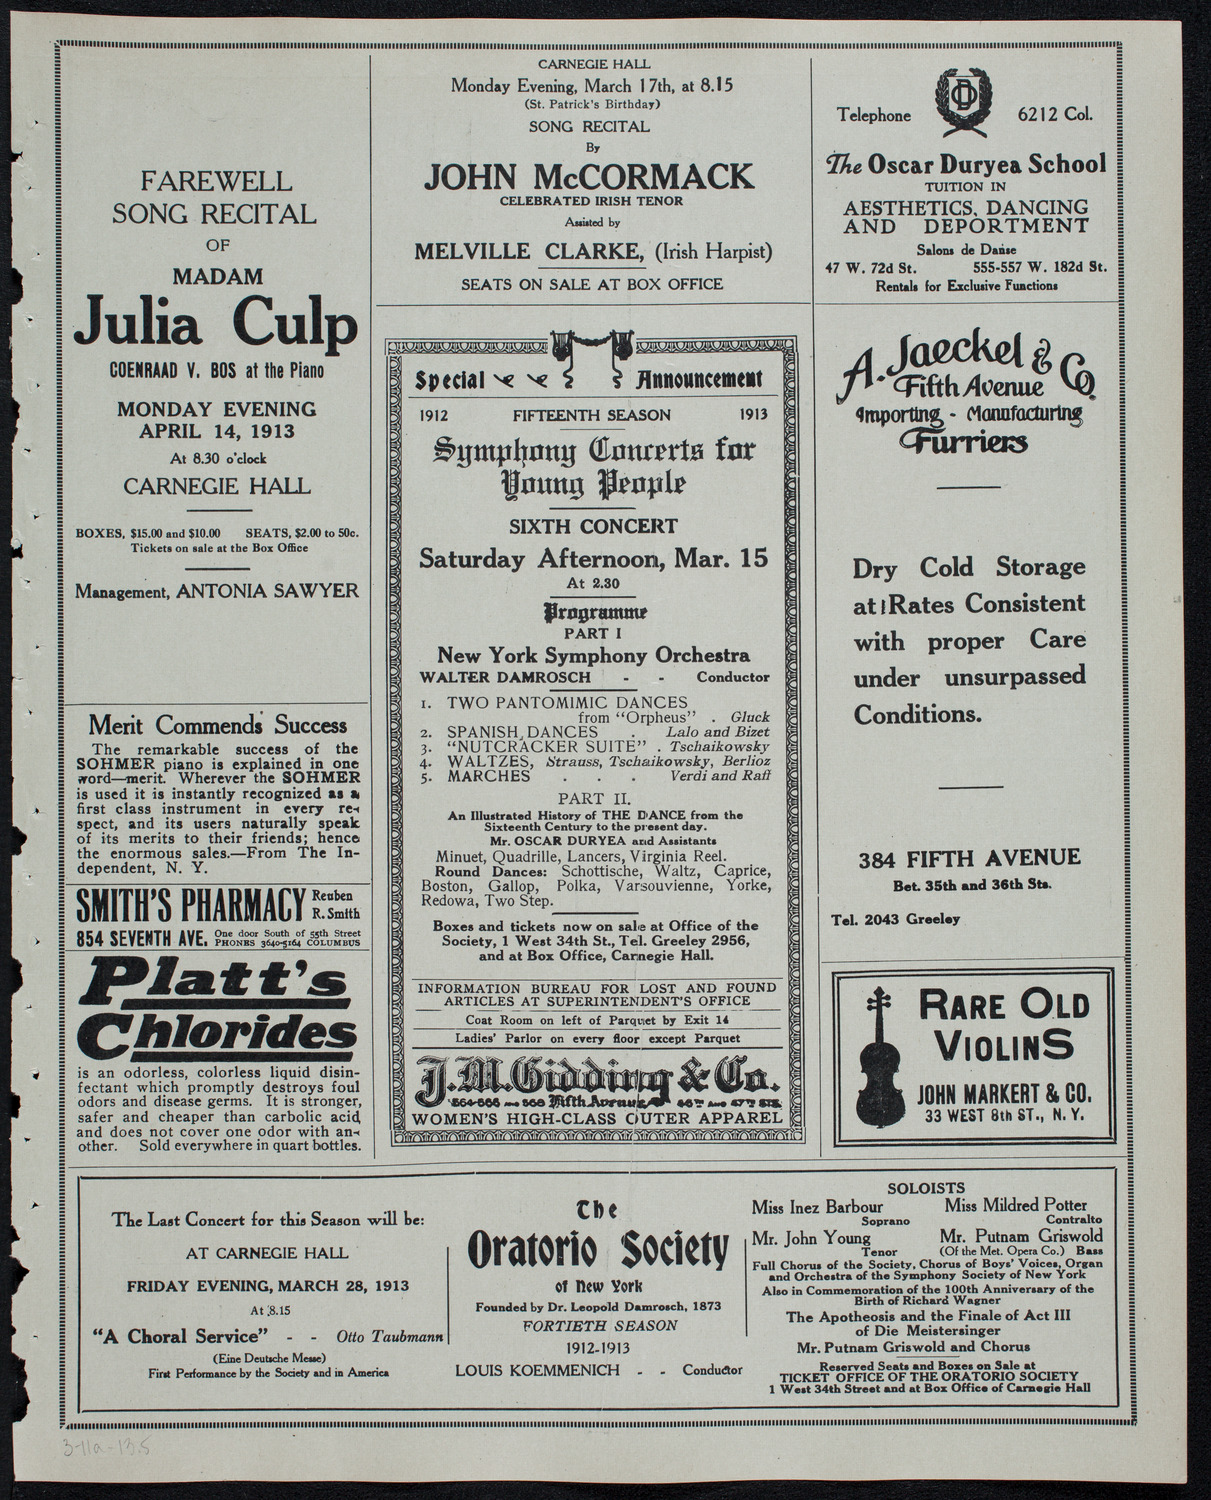 FAREWELL
SONG RECITAL
OF
MADAM
Julia Culp
COENRAAD V. BOS at the Piano
MONDAY EVENING
APRIL 14, 1913
At 8.30 o'clock
CARNEGIE HALL
BOXES, $15.00 and $10.00 SEATS, $2.00 to 50c.
Tickets on sale at the Box Office
Management, ANTONIA SAWYER
Merit Commends Success
The remarkable success of the
SOHMER piano is explained in one
word—merit. Wherever the SOHMER
is used it is instantly recognized as a
first class instrument in every re-
spect, and its users naturally speak
of its merits to their friends; hence
the enormous sales.—From The In-
dependent, N. Y.
SMITH'S PHARMACY Reuben
R. Smith
854 SEVENTH AVE. One door South of 55th Street
PHONES 3640-5164 COLUMBUS
Platt's
Chlorides
is an odorless, colorless liquid disin-
fectant which promptly destroys foul
odors and disease germs. It is stronger,
safer and cheaper than carbolic acid
and does not cover one odor with an-
other. Sold everywhere in quart bottles.
CARNEGIE HALL
Monday Evening, March 17th, at 8.15
(St. Patrick's Birthday)
SONG RECITAL
By
JOHN McCORMACK
CELEBRATED IRISH TENOR
Assisted by
MELVILLE CLARKE, (Irish Harpist)
SEATS ON SALE AT BOX OFFICE
Special Announcement
1912 FIFTEENTH SEASON 1913
Symphony Concerts for
Young People
SIXTH CONCERT
Saturday Afternoon, Mar. 15
At 2.30
Programme
PART I
New York Symphony Orchestra
WALTER DAMROSCH - - Conductor
1. TWO PANTOMIMIC DANCES
from "Orpheus" . Gluck
2. SPANISH DANCES . Lalo and Bizet
3. "NUTCRACKER SUITE" . Tschaikowsky
4. WALTZES, Strauss, Tschaikowsky, Berlioz
5. MARCHES . . . Verdi and Raff
PART II.
An Illustrated History of THE DANCE from the
Sixteenth Century to the present day.
Mr. OSCAR DURYEA and Assistants
Minuet, Quadrille, Lancers, Virginia Reel.
Round Dances: Schottische, Waltz, Caprice,
Boston, Gallop, Polka, Varsouvienne, Yorke,
Redowa, Two Step.
Boxes and tickets now on sale at Office of the
Society, 1 West 34th St., Tel. Greeley 2956,
and at Box Office, Carnegie Hall.
INFORMATION BUREAU FOR LOST AND FOUND
ARTICLES AT SUPERINTENDENT'S OFFICE
Coat Room on left of Parquet by Exit 14
Ladies' Parlor on every floor except Parquet
J. M. Gidding & Co.
564-566 AND 568 Fifth Avenue 46TH AND 47TH STS.
WOMEN'S HIGH-CLASS OUTER APPAREL
Telephone 6212 Col.
The Oscar Duryea School
TUITION IN
AESTHETICS, DANCING
AND DEPORTMENT
Salons de Danse
47 W. 72d St. 555-557 W. 182d St.
Rentals for Exclusive Functions
A. Jaeckel & Co.
Fifth Avenue
Importing - Manufacturing
Furriers
Dry Cold Storage
at Rates Consistent
with proper Care
under unsurpassed
Conditions.
384 FIFTH AVENUE
Bet. 35th and 36th Sts.
Tel. 2043 Greeley
RARE OLD
VIOLINS
JOHN MARKERT & CO.
33 WEST 8th ST., N. Y.
The Last Concert for this Season will be:
AT CARNEGIE HALL
FRIDAY EVENING, MARCH 28, 1913
At 8.15
"A Choral Service" - - Otto Taubmann
(Eine Deutsche Messe)
First Performance by the Society and in America
The
Oratorio Society
of New York
Founded by Dr. Leopold Damrosch, 1873
FORTIETH SEASON
1912-1913
LOUIS KOEMMENICH - - Conductor
SOLOISTS
Miss Inez Barbour Miss Mildred Potter
Soprano Contralto
Mr. John Young Mr. Putnam Griswold
Tenor (Of the Met. Opera Co.) Bass
Full Chorus of the Society, Chorus of Boys' Voices, Organ
and Orchestra of the Symphony Society of New York
Also in Commemoration of the 100th Anniversary of the
Birth of Richard Wagner
The Apotheosis and the Finale of Act III
of Die Meistersinger
Mr. Putnam Griswold and Chorus
Reserved Seats and Boxes on Sale at
TICKET OFFICE OF THE ORATORIO SOCIETY
1 West 34th Street and at Box Office of Carnegie Hall
3-11a-13.5